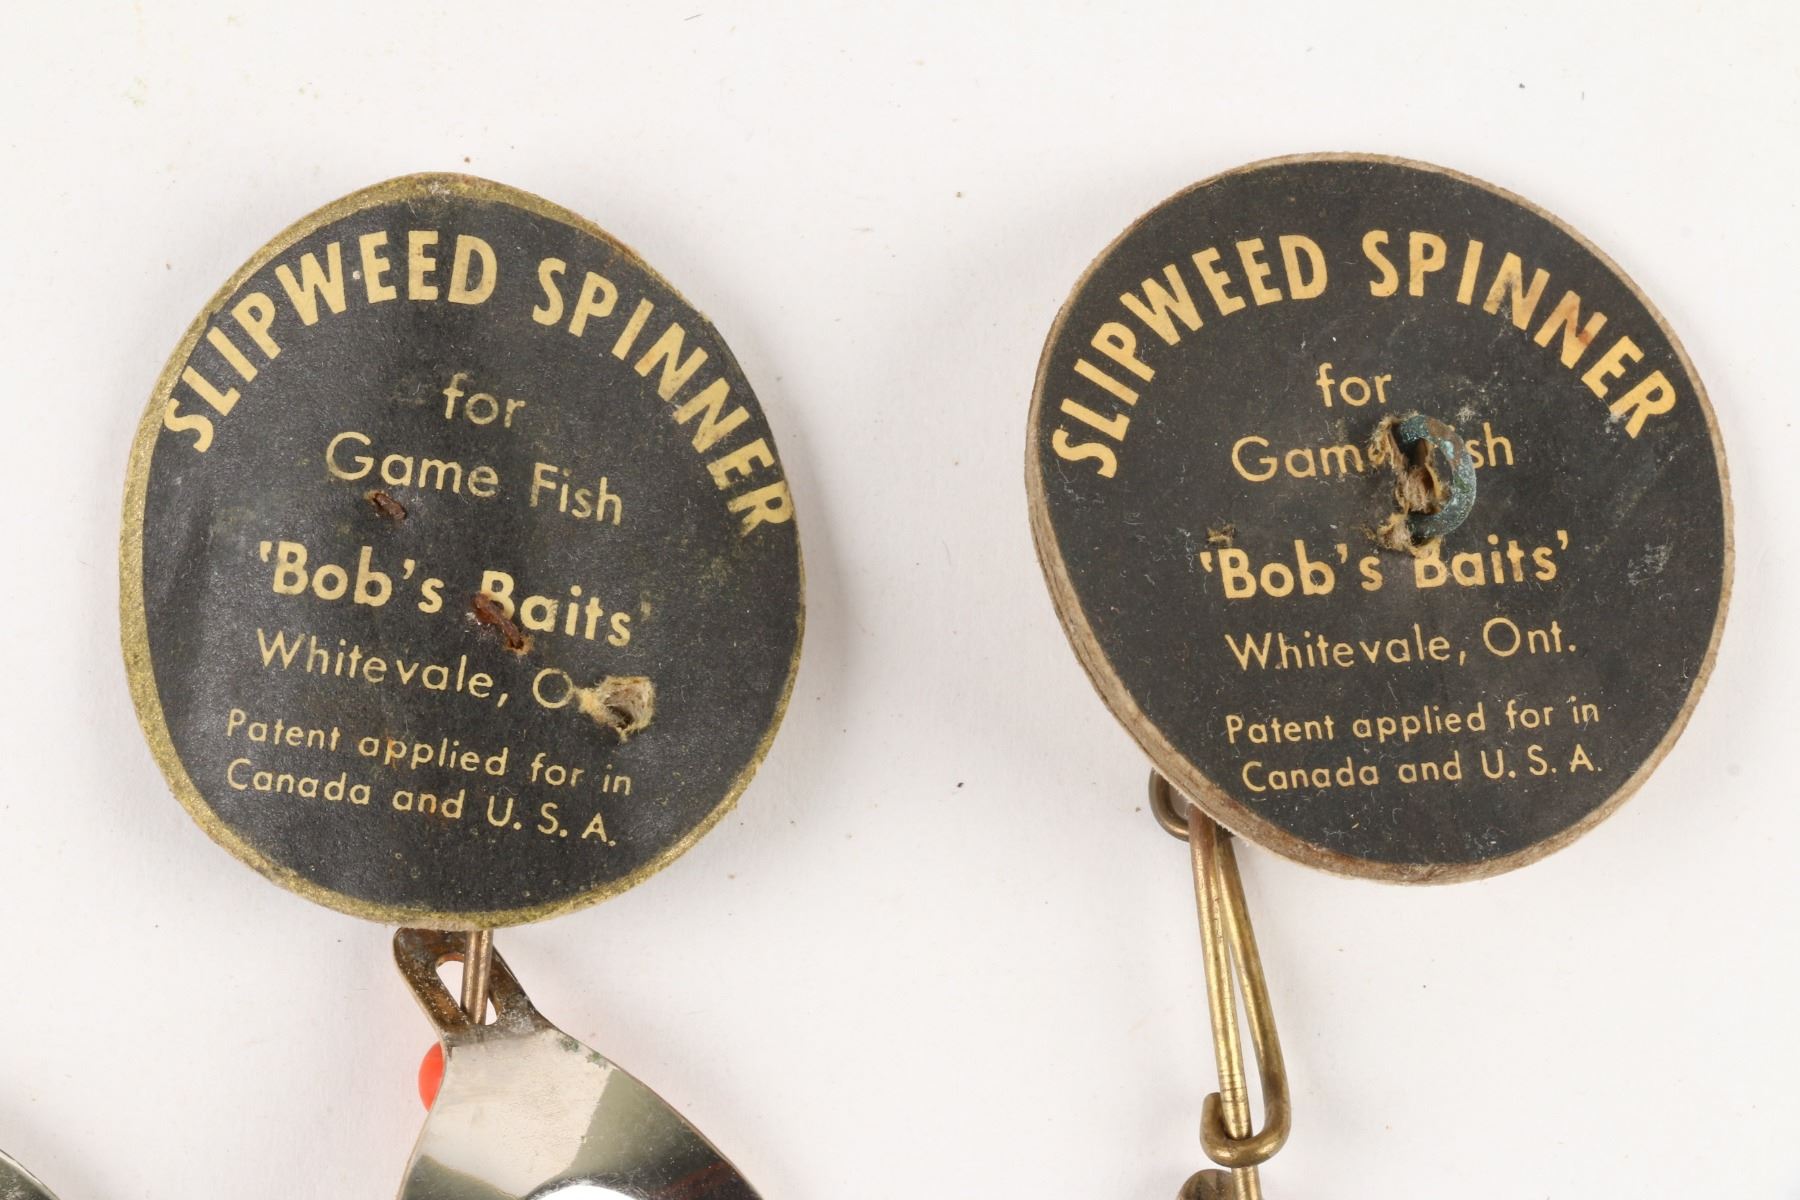 SLIPWEED SPINNER
for
Game Fish
'Bob's Baits'
Whitevale,
Patent applied for in
Canada and U. S. A.
SLIPWEED SPINNER
for
'Bob's Baits'
Whitevale, Ont.
Patent applied for in
Canada and U. S. A.